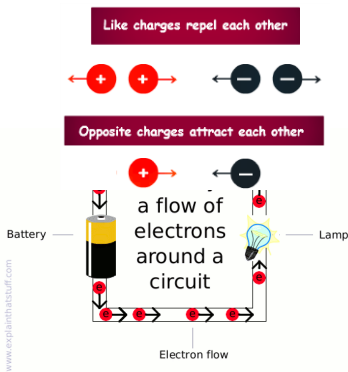 Like charges repel each other
+ + − −
Opposite charges attract each other
+ −
a flow of
electrons
around a
circuit
Battery
Lamp
e
e
e
e e e e
Electron flow
www.explainthatstuff.com